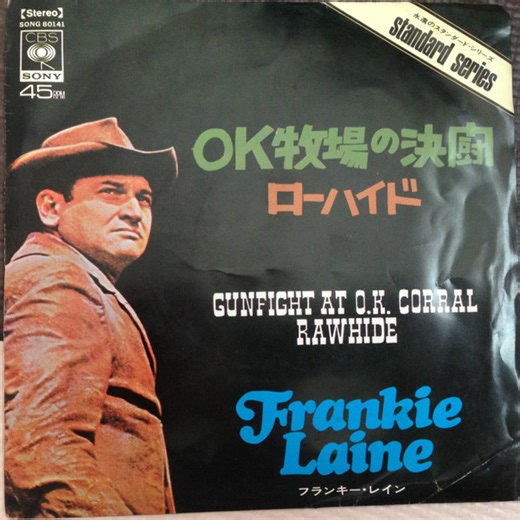 [Stereo]
SONG 80141
CBS
SONY
45 RPM
永遠のスタンダード・シリーズ
standard series
OK牧場の決闘
ローハイド
GUNFIGHT AT O.K. CORRAL
RAWHIDE
Frankie
Laine
フランキー・レイン